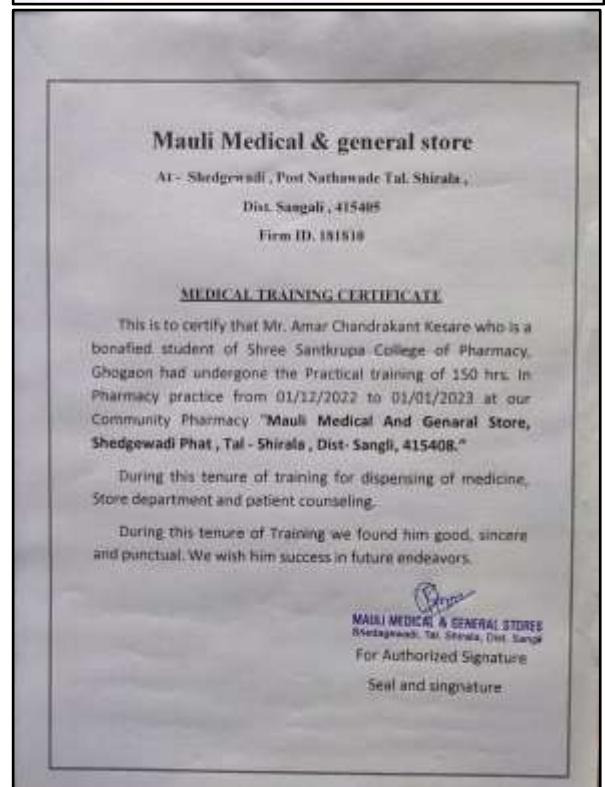 Mauli Medical & general store
At - Shedgewadi , Post Nathawade Tal. Shirala ,
Dist. Sangali , 415405
Firm ID. 181810
MEDICAL TRAINING CERTIFICATE
This is to certify that Mr. Amar Chandrakant Kesare who is a
bonafied student of Shree Santkrupa College of Pharmacy,
Ghogaon had undergone the Practical training of 150 hrs. In
Pharmacy practice from 01/12/2022 to 01/01/2023 at our
Community Pharmacy "Mauli Medical And Genaral Store,
Shedgewadi Phat , Tal - Shirala , Dist- Sangli, 415408."
During this tenure of training for dispensing of medicine,
Store department and patient counseling.
During this tenure of Training we found him good, sincere
and punctual. We wish him success in future endeavors.
MAULI MEDICAL & GENERAL STORES
Shedagewadi, Tal. Shirala, Dist. Sangli
For Authorized Signature
Seal and singnature